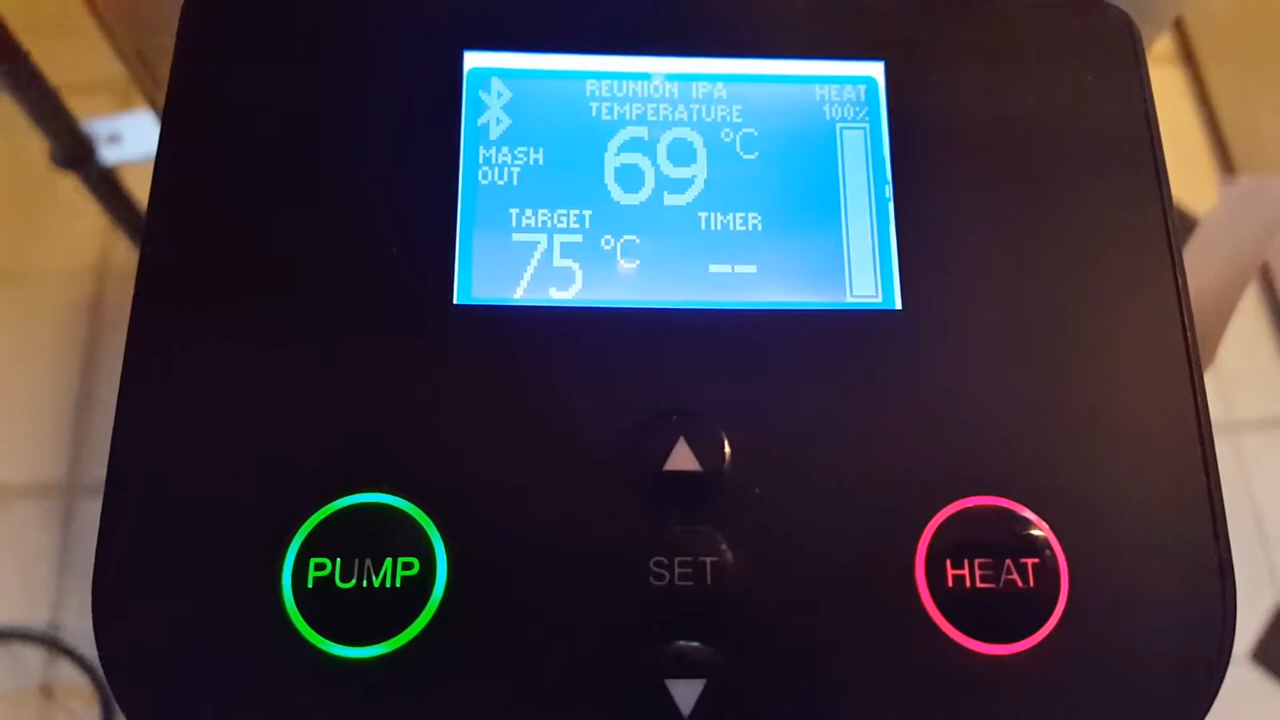 REUNION IPA
TEMPERATURE
69 °C
HEAT
100%
MASH
OUT
TARGET
75 °C
TIMER
--
PUMP
SET
HEAT